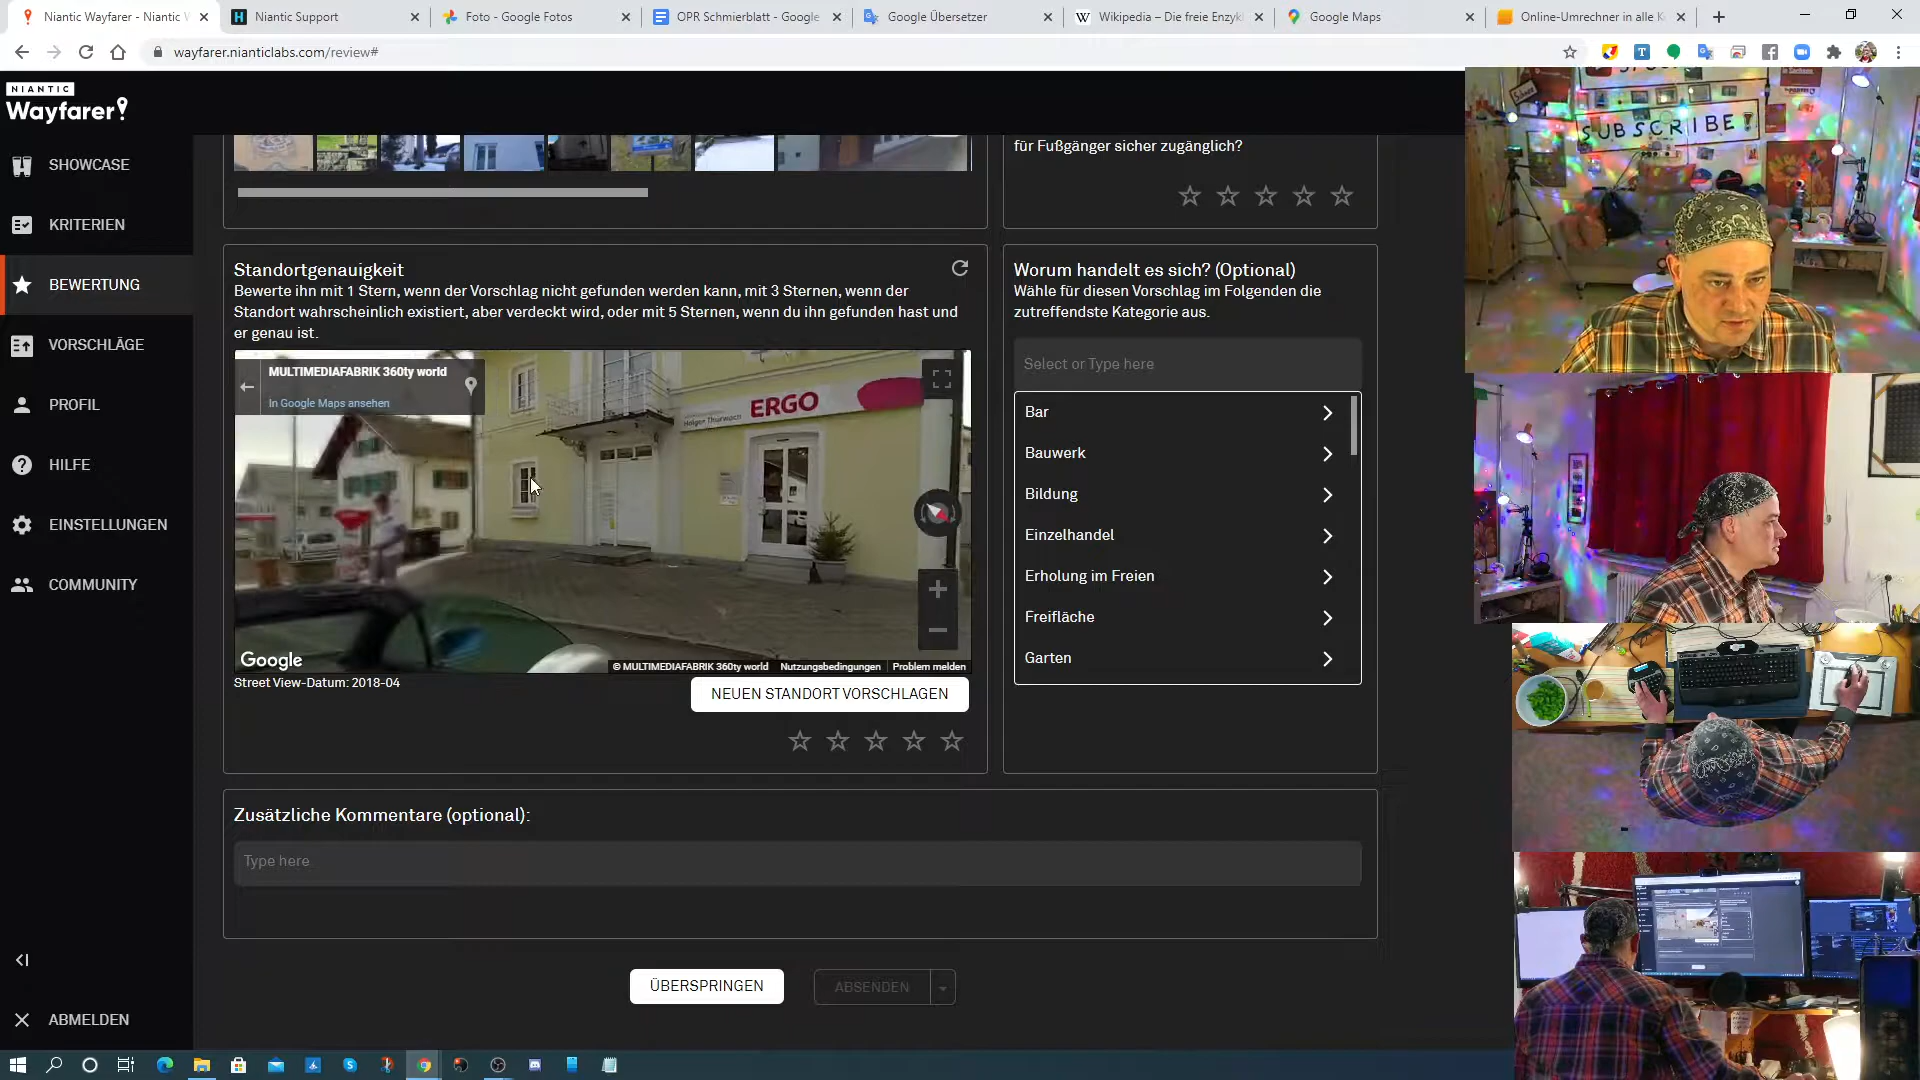 Niantic Wayfarer - Niantic W
Niantic Support
Foto - Google Fotos
OPR Schmierblatt - Google
Google Übersetzer
Wikipedia – Die freie Enzykl
Google Maps
Online-Umrechner in alle K
wayfarer.nianticlabs.com/review#
NIANTIC
Wayfarer
SHOWCASE
KRITERIEN
BEWERTUNG
VORSCHLÄGE
PROFIL
HILFE
EINSTELLUNGEN
COMMUNITY
ABMELDEN
für Fußgänger sicher zugänglich?
Standortgenauigkeit
Bewerte ihn mit 1 Stern, wenn der Vorschlag nicht gefunden werden kann, mit 3 Sternen, wenn der
Standort wahrscheinlich existiert, aber verdeckt wird, oder mit 5 Sternen, wenn du ihn gefunden hast und
er genau ist.
MULTIMEDIAFABRIK 360ty world
In Google Maps ansehen
ERGO
Google
© MULTIMEDIAFABRIK 360ty world
Nutzungsbedingungen
Problem melden
Street View-Datum: 2018-04
NEUEN STANDORT VORSCHLAGEN
Worum handelt es sich? (Optional)
Wähle für diesen Vorschlag im Folgenden die
zutreffendste Kategorie aus.
Select or Type here
Bar
Bauwerk
Bildung
Einzelhandel
Erholung im Freien
Freifläche
Garten
Zusätzliche Kommentare (optional):
Type here
ÜBERSPRINGEN
ABSENDEN
SUBSCRIBE